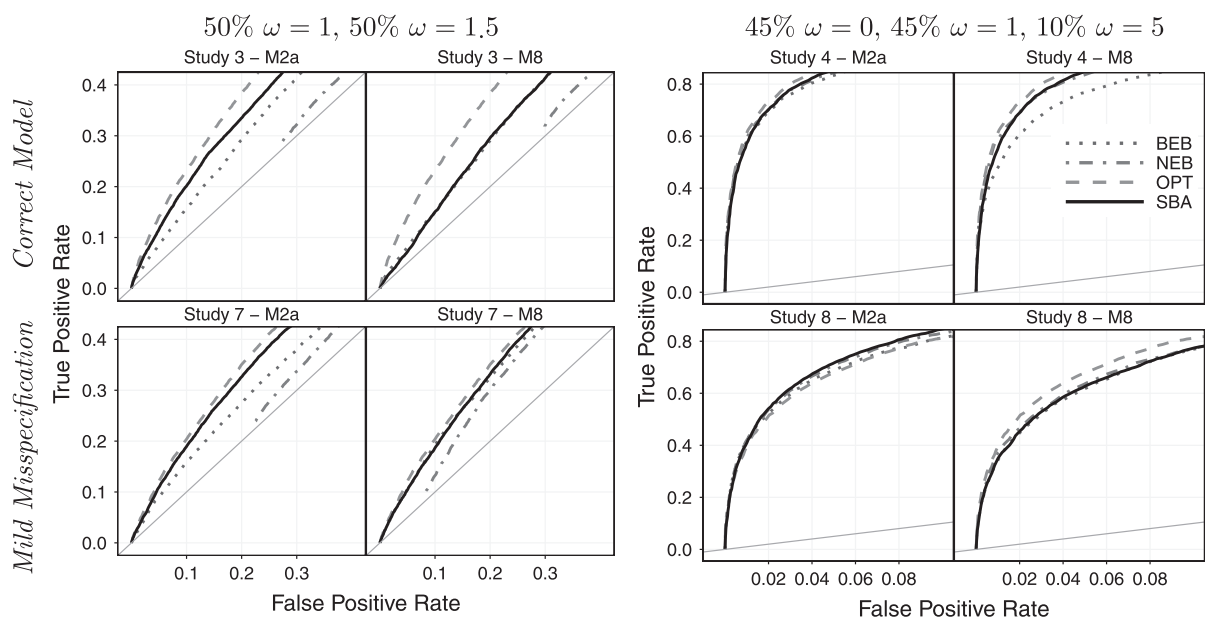 50% ω = 1, 50% ω = 1.5
45% ω = 0, 45% ω = 1, 10% ω = 5
Study 3 – M2a
Study 3 – M8
Study 4 – M2a
Study 4 – M8
Correct Model
Mild Misspecification
True Positive Rate
0.4
0.3
0.2
0.1
0.0
True Positive Rate
0.8
0.6
0.4
0.2
0.0
BEB
NEB
OPT
SBA
Study 7 – M2a
Study 7 – M8
Study 8 – M2a
Study 8 – M8
0.4
0.3
0.2
0.1
0.0
0.8
0.6
0.4
0.2
0.0
0.1 0.2 0.3
0.1 0.2 0.3
0.02 0.04 0.06 0.08
0.02 0.04 0.06 0.08
False Positive Rate
False Positive Rate